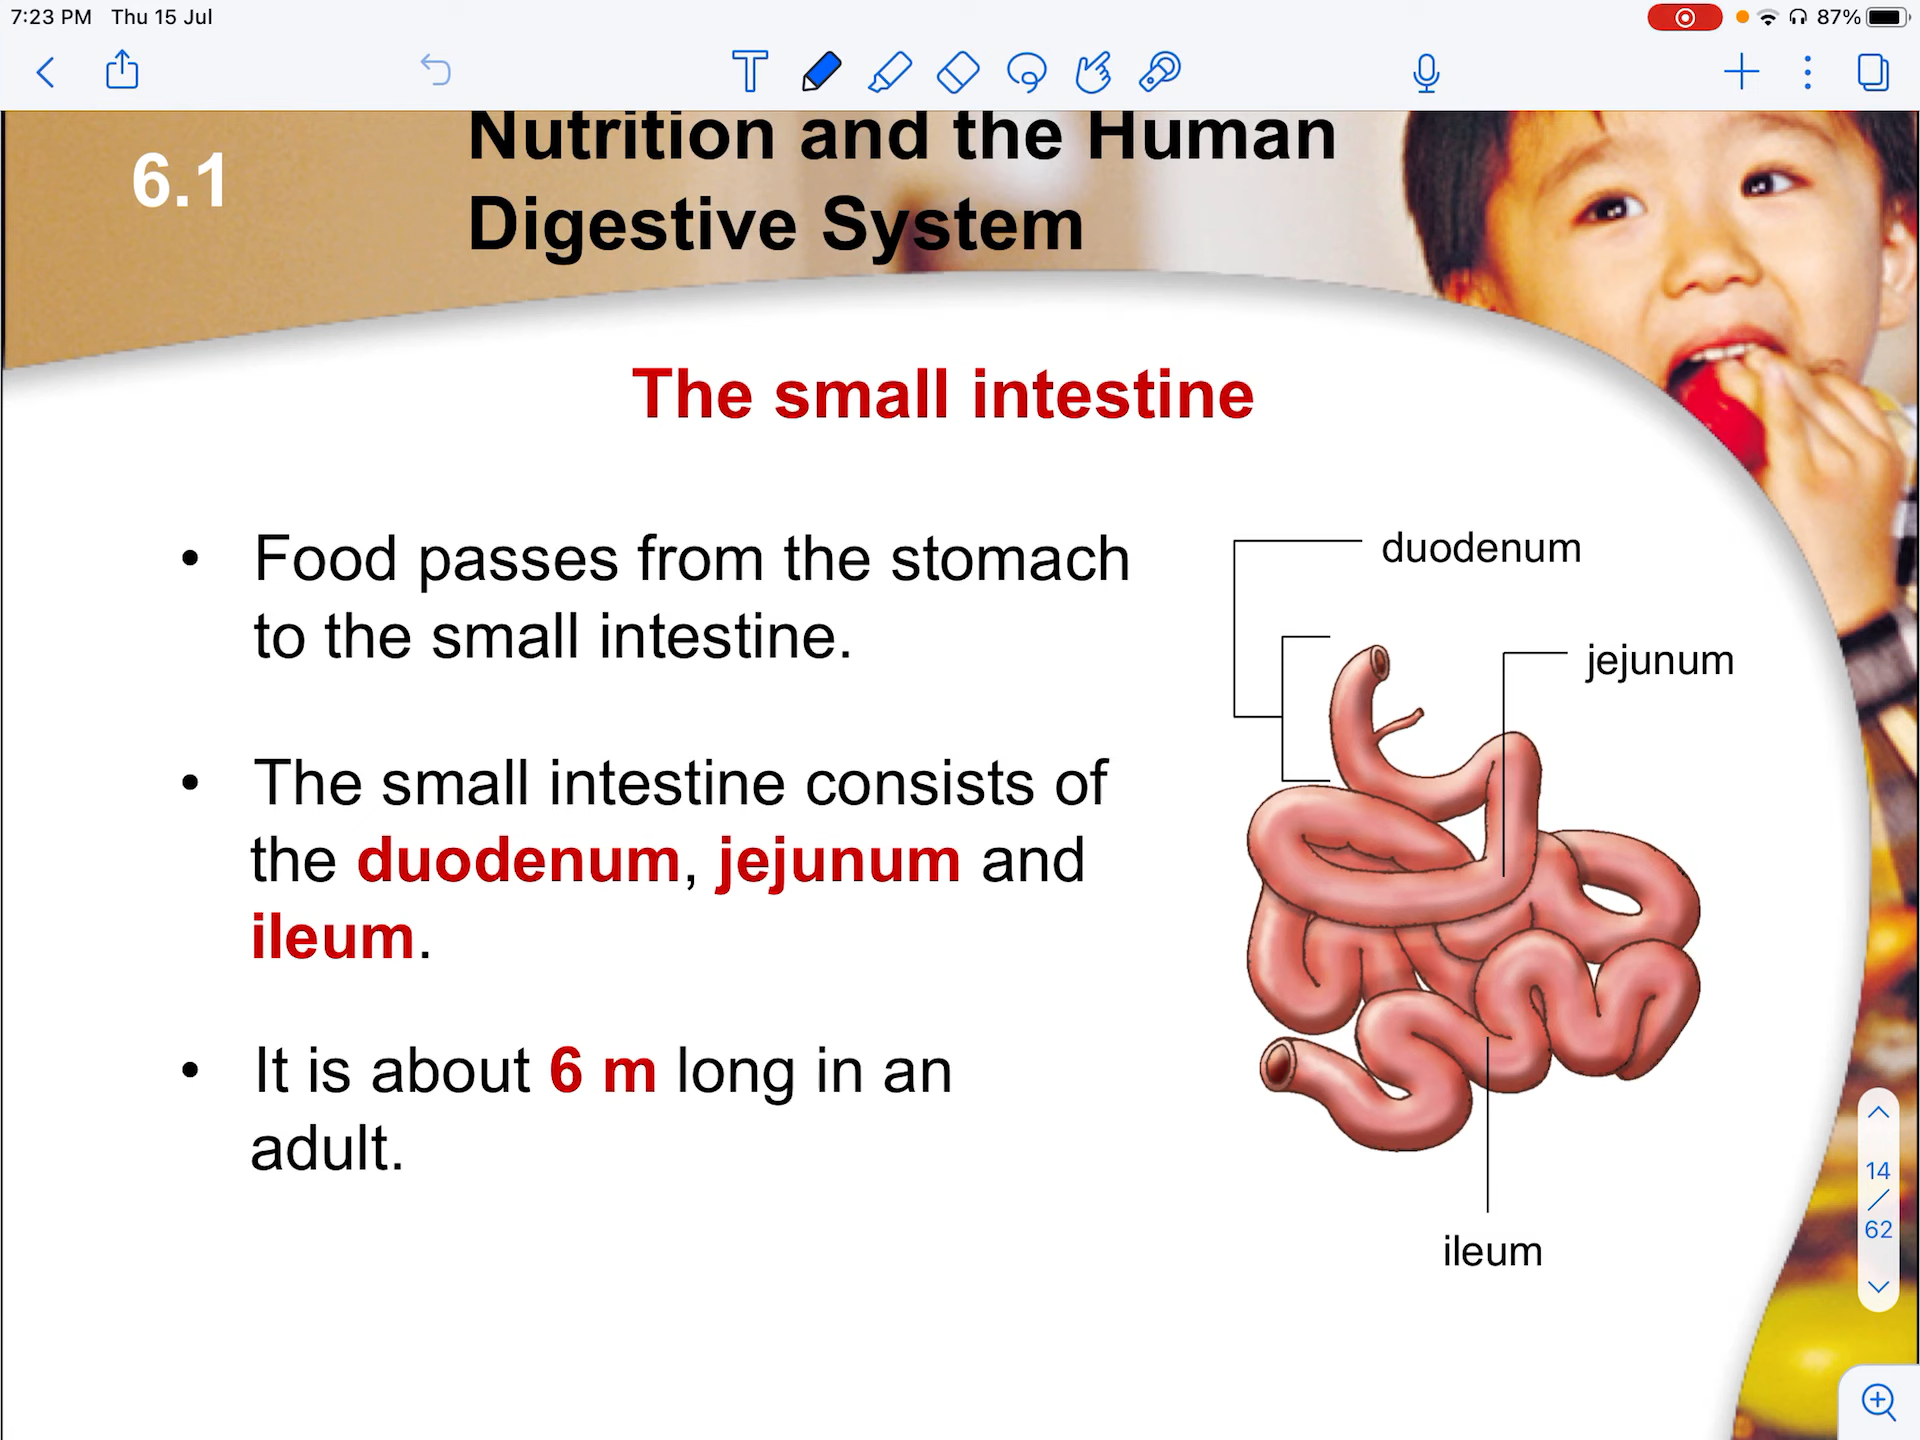 7:23 PM Thu 15 Jul
87%
6.1
Nutrition and the Human
Digestive System
The small intestine
• Food passes from the stomach
to the small intestine.
• The small intestine consists of
the duodenum, jejunum and
ileum.
• It is about 6 m long in an
adult.
duodenum
jejunum
ileum
14
/
62